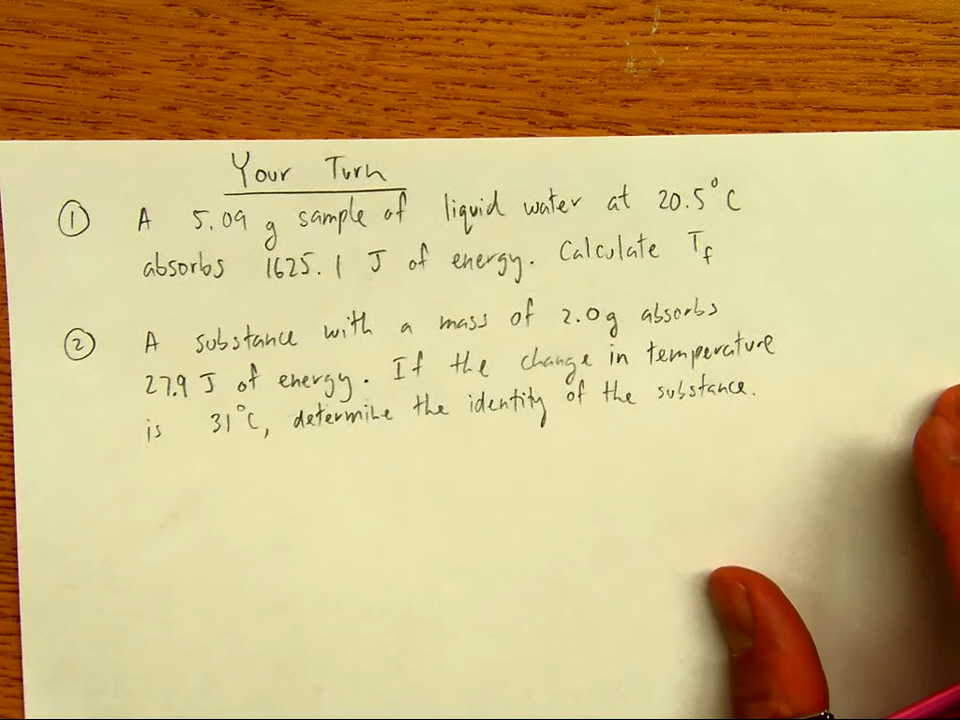 Your Turn
① A 5.09 g sample of liquid water at 20.5°C
absorbs 1625.1 J of energy. Calculate Tf
② A substance with a mass of 2.0g absorbs
27.9 J of energy. If the change in temperature
is 31°C, determine the identity of the substance.